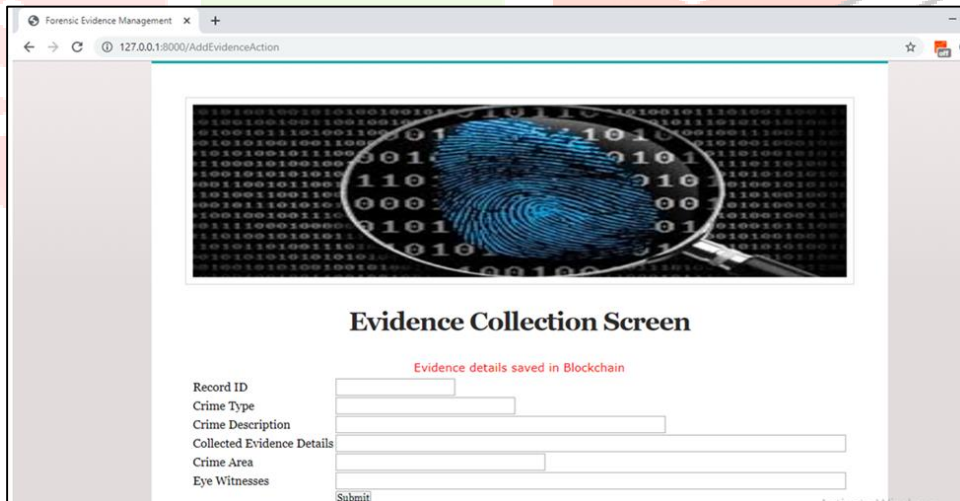 Forensic Evidence Management × +
127.0.0.1:8000/AddEvidenceAction
off
Evidence Collection Screen
Evidence details saved in Blockchain
Record ID
Crime Type
Crime Description
Collected Evidence Details
Crime Area
Eye Witnesses
Submit